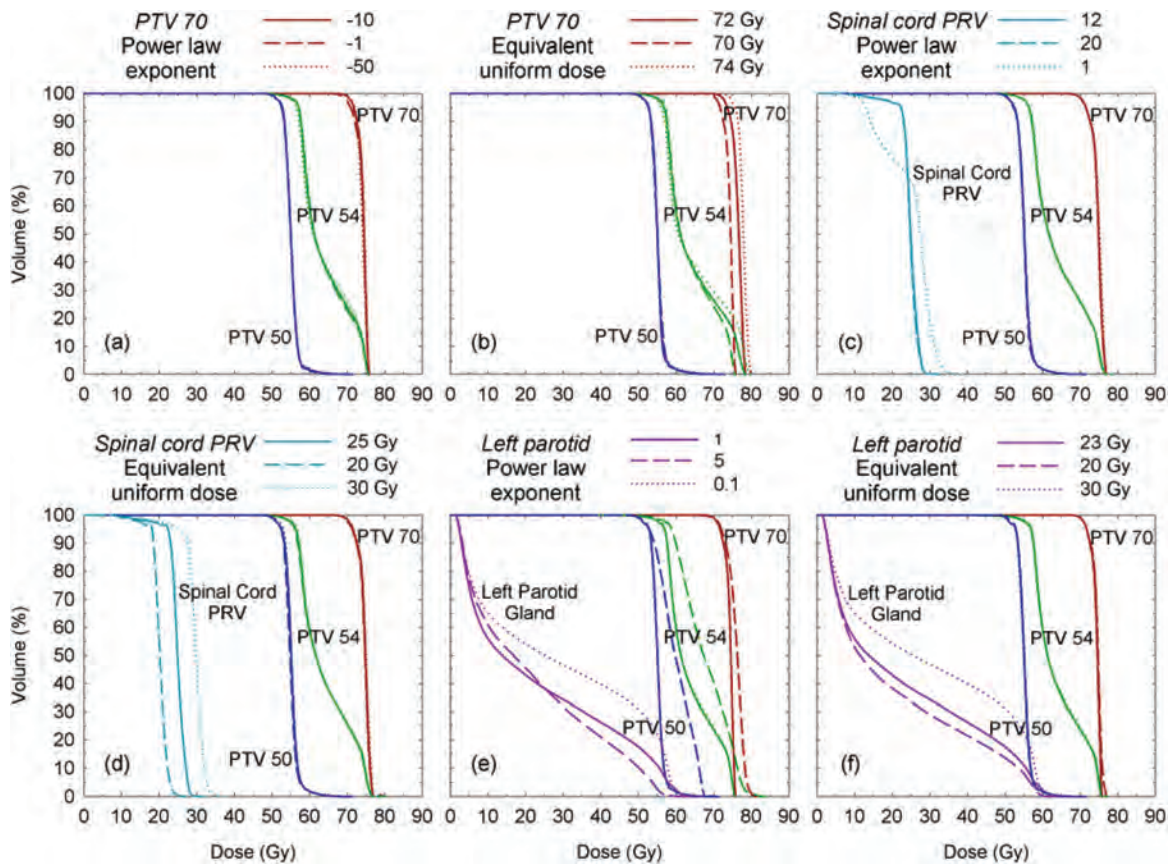 PTV 70
Power law
exponent
-10
-1
-50
PTV 70
Equivalent
uniform dose
72 Gy
70 Gy
74 Gy
Spinal cord PRV
Power law
exponent
12
20
1
Volume (%)
100
90
80
70
60
50
40
30
20
10
0
PTV 70
PTV 54
PTV 50
(a)
0 10 20 30 40 50 60 70 80 90
PTV 70
PTV 54
PTV 50
(b)
0 10 20 30 40 50 60 70 80 90
PTV 70
Spinal Cord
PRV
PTV 54
PTV 50
(c)
0 10 20 30 40 50 60 70 80 90
Spinal cord PRV
Equivalent
uniform dose
25 Gy
20 Gy
30 Gy
Left parotid
Power law
exponent
1
5
0.1
Left parotid
Equivalent
uniform dose
23 Gy
20 Gy
30 Gy
Volume (%)
100
90
80
70
60
50
40
30
20
10
0
PTV 70
Spinal Cord
PRV
PTV 54
PTV 50
(d)
0 10 20 30 40 50 60 70 80 90
Dose (Gy)
PTV 70
Left Parotid
Gland
PTV 54
PTV 50
(e)
0 10 20 30 40 50 60 70 80 90
Dose (Gy)
PTV 70
Left Parotid
Gland
PTV 54
PTV 50
(f)
0 10 20 30 40 50 60 70 80 90
Dose (Gy)